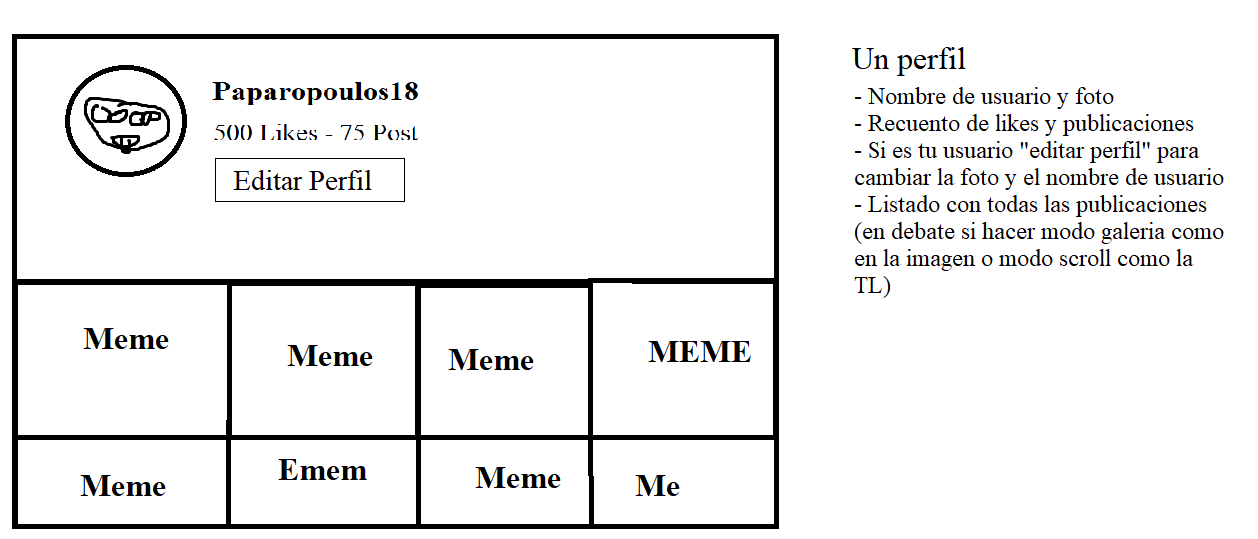 Paparopoulos18
500 Likes - 75 Post
Editar Perfil
Meme
Meme
Meme
MEME
Meme
Emem
Meme
Me
Un perfil
- Nombre de usuario y foto
- Recuento de likes y publicaciones
- Si es tu usuario "editar perfil" para
cambiar la foto y el nombre de usuario
- Listado con todas las publicaciones
(en debate si hacer modo galeria como
en la imagen o modo scroll como la
TL)